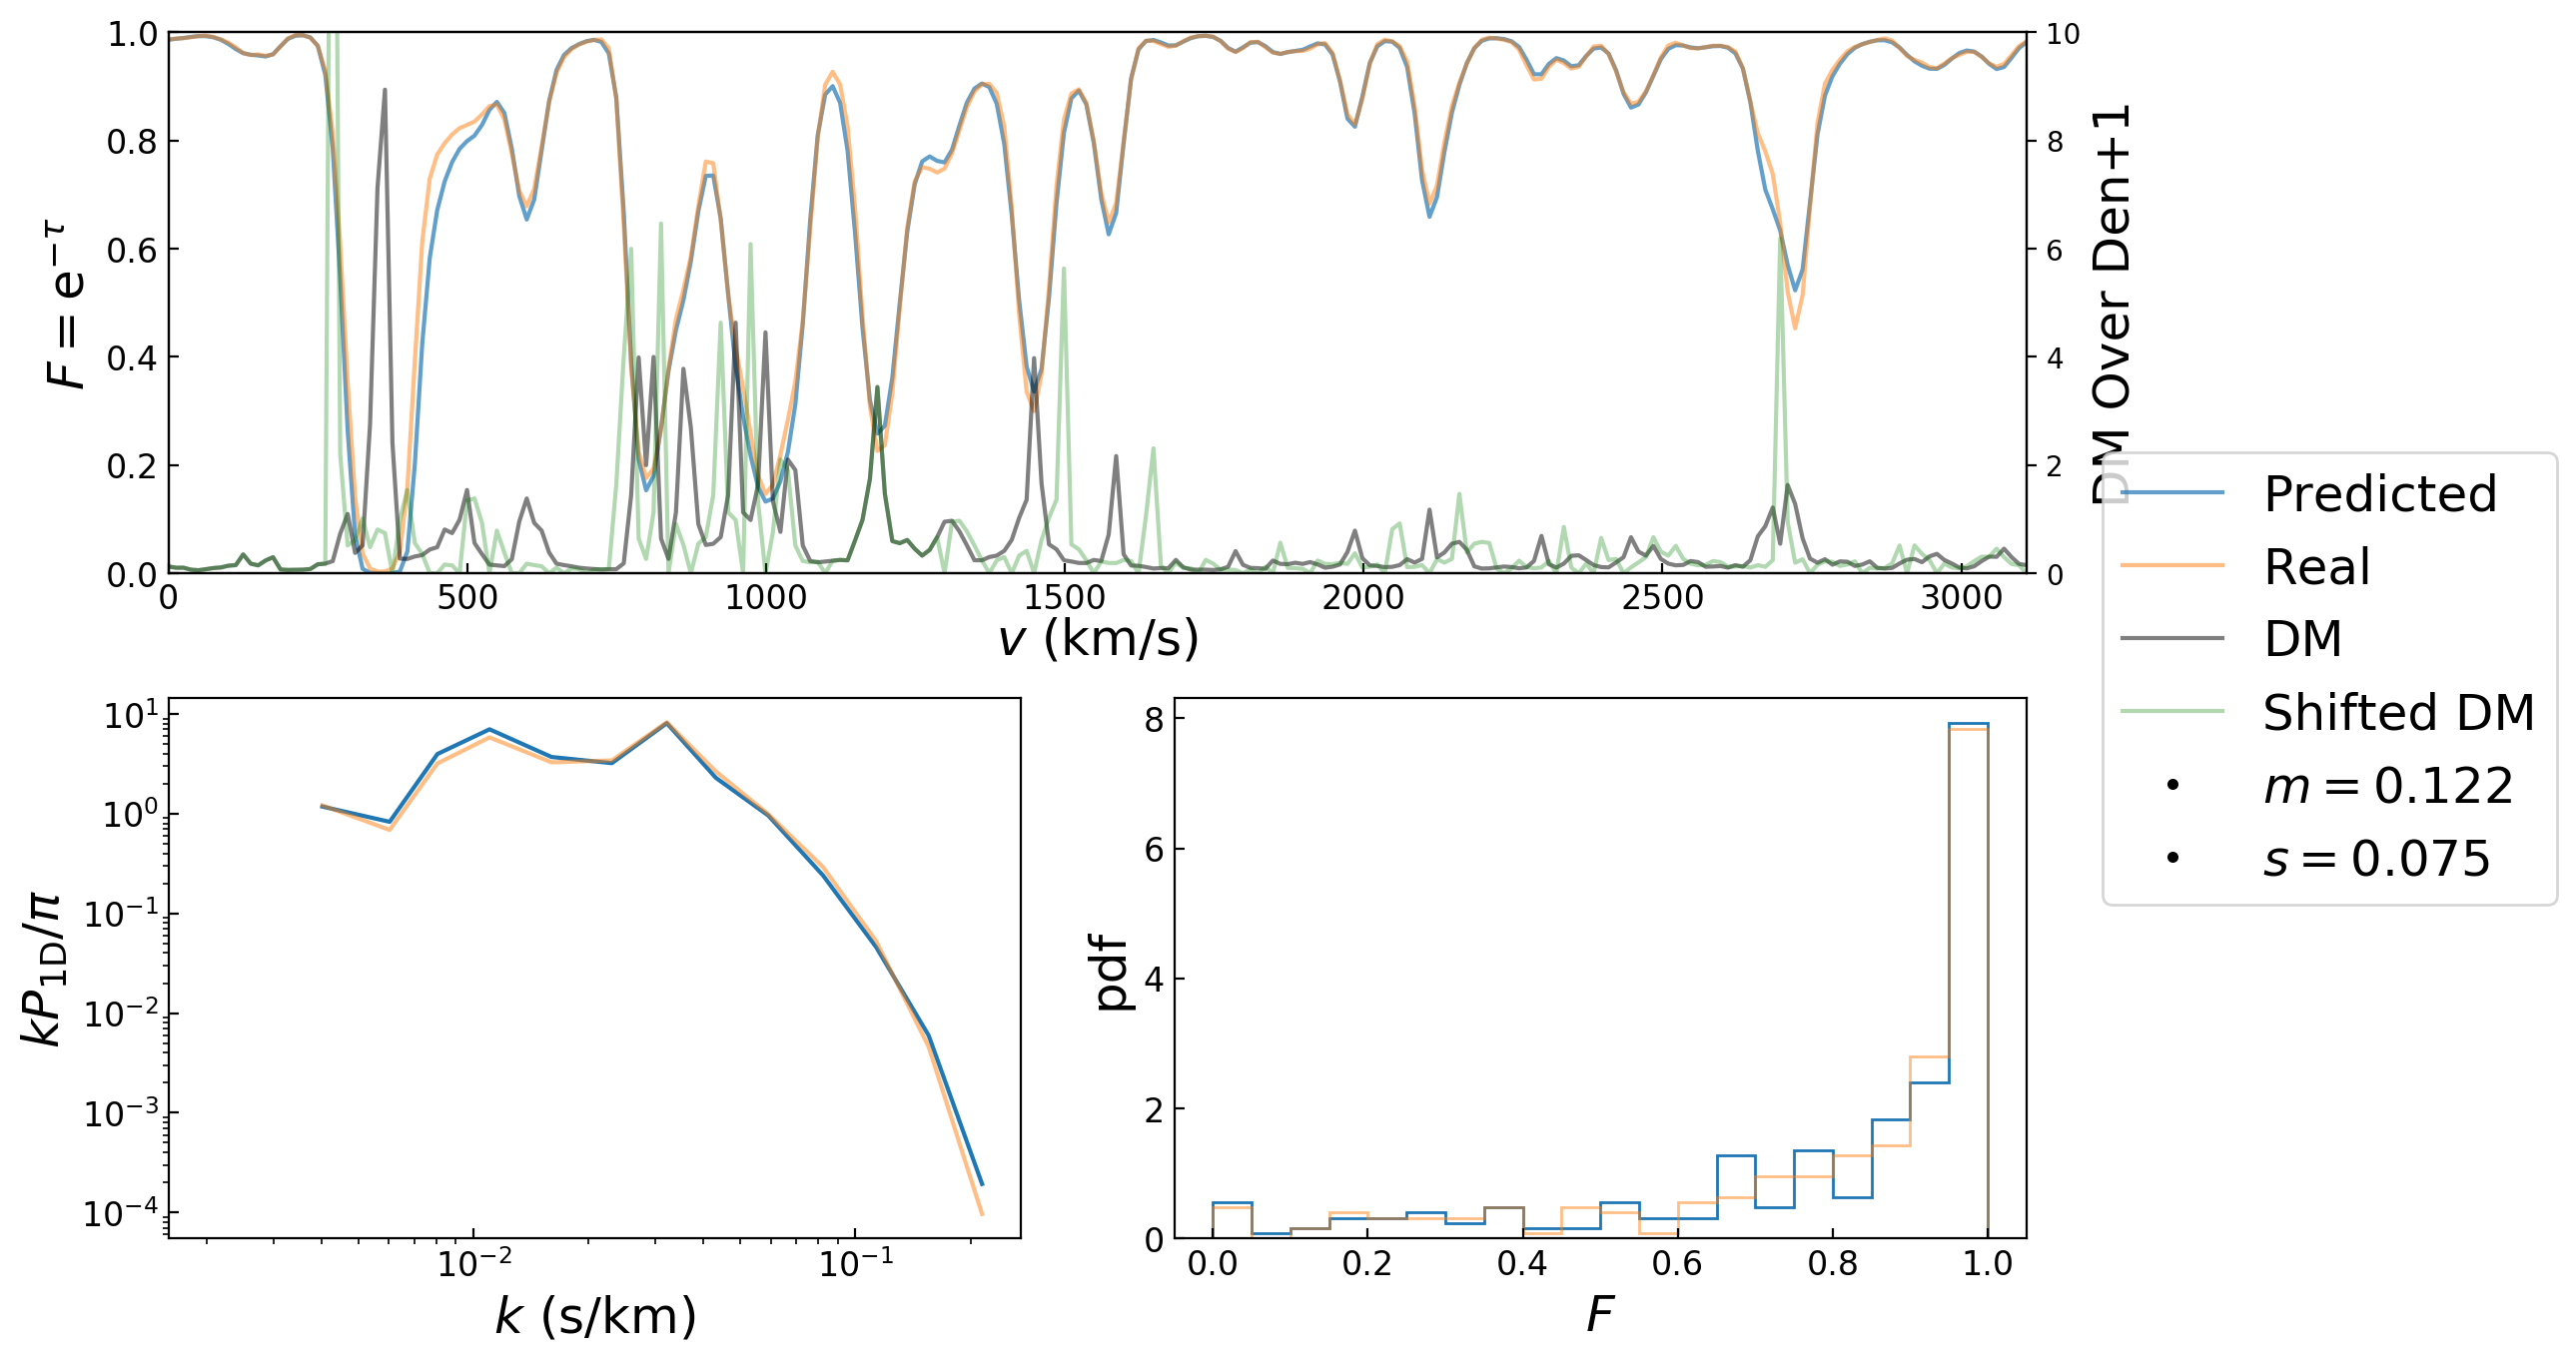 1.0
0.8
0.6
0.4
0.2
0.0
F = e^{−τ}
10
8
6
4
2
0
DM Over Den+1
0 500 1000 1500 2000 2500 3000
v (km/s)
Predicted
Real
DM
Shifted DM
m = 0.122
s = 0.075
10^1
10^0
10^{−1}
10^{−2}
10^{−3}
10^{−4}
kP_{1D}/π
10^{−2} 10^{−1}
k (s/km)
8
6
4
2
0
pdf
0.0 0.2 0.4 0.6 0.8 1.0
F